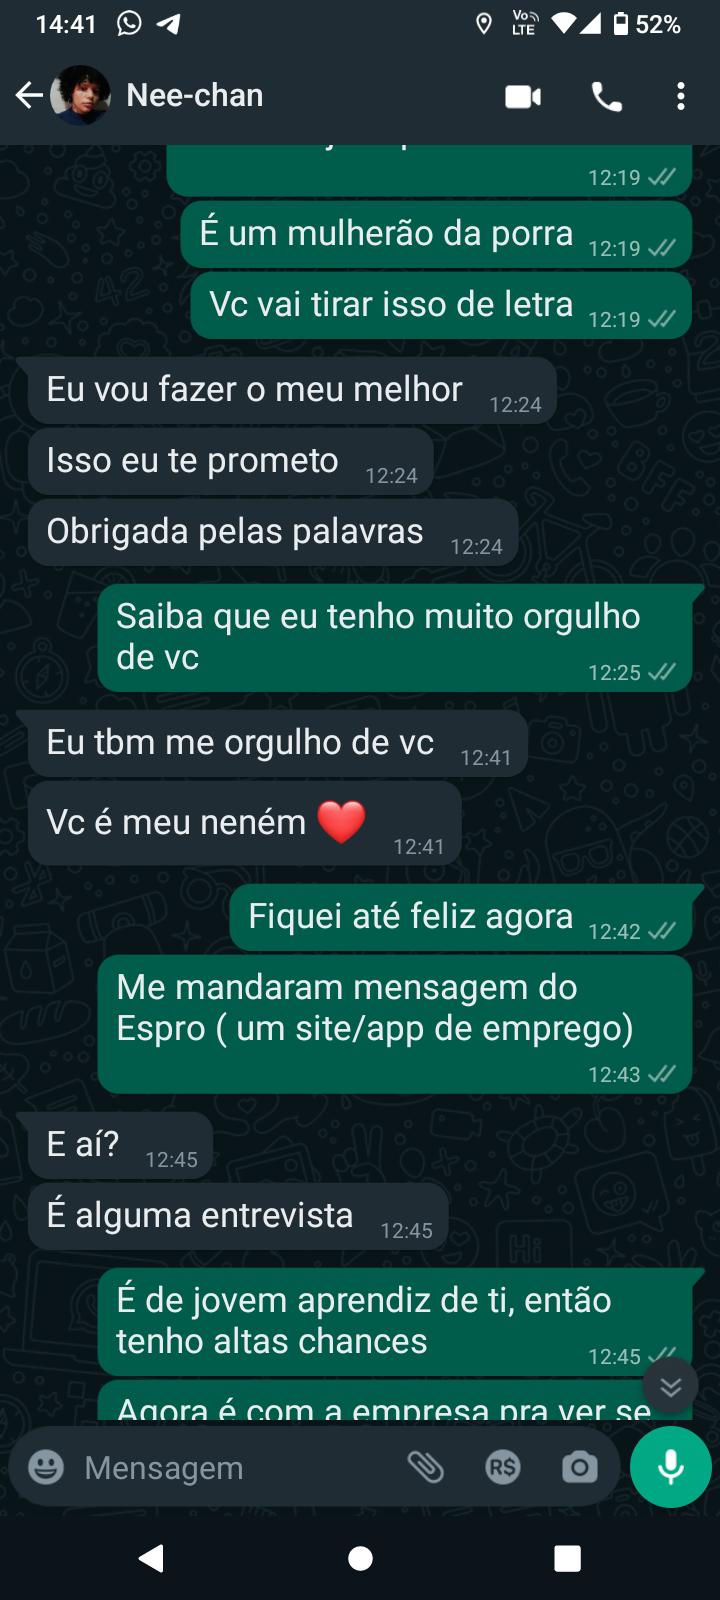 14:41
Vo LTE
52%
Nee-chan
12:19
É um mulherão da porra 12:19
Vc vai tirar isso de letra 12:19
Eu vou fazer o meu melhor 12:24
Isso eu te prometo 12:24
Obrigada pelas palavras 12:24
Saiba que eu tenho muito orgulho
de vc 12:25
Eu tbm me orgulho de vc 12:41
Vc é meu neném ❤️ 12:41
Fiquei até feliz agora 12:42
Me mandaram mensagem do
Espro ( um site/app de emprego)
12:43
E aí? 12:45
É alguma entrevista 12:45
É de jovem aprendiz de ti, então
tenho altas chances 12:45
Agora é com a empresa pra ver se
Mensagem
R$